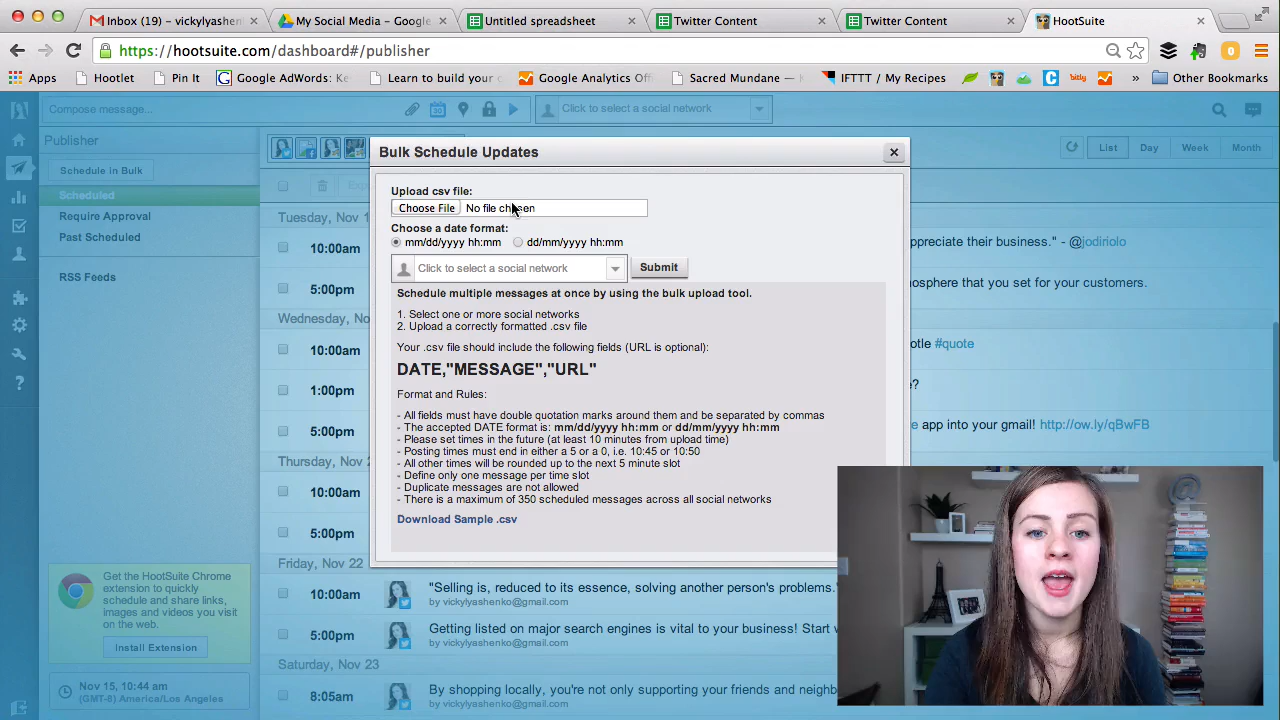 Inbox (19) - vickylyashen
My Social Media - Google
Untitled spreadsheet
Twitter Content
Twitter Content
HootSuite
https://hootsuite.com/dashboard#/publisher
Apps
Hootlet
Pin It
Google AdWords: Ke
Learn to build your
Google Analytics Offi
Sacred Mundane —
IFTTT / My Recipes
bitly
»
Other Bookmarks
Compose message...
Click to select a social network
Publisher
Schedule in Bulk
Scheduled
Require Approval
Past Scheduled
RSS Feeds
List
Day
Week
Month
Bulk Schedule Updates
Upload csv file:
Choose File No file chosen
Choose a date format:
mm/dd/yyyy hh:mm dd/mm/yyyy hh:mm
Click to select a social network
Submit
Schedule multiple messages at once by using the bulk upload tool.
1. Select one or more social networks
2. Upload a correctly formatted .csv file
Your .csv file should include the following fields (URL is optional):
DATE,"MESSAGE","URL"
Format and Rules:
- All fields must have double quotation marks around them and be separated by commas
- The accepted DATE format is: mm/dd/yyyy hh:mm or dd/mm/yyyy hh:mm
- Please set times in the future (at least 10 minutes from upload time)
- Posting times must end in either a 5 or a 0, i.e. 10:45 or 10:50
- All other times will be rounded up to the next 5 minute slot
- Define only one message per time slot
- Duplicate messages are not allowed
- There is a maximum of 350 scheduled messages across all social networks
Download Sample .csv
Tuesday, Nov 1
10:00am
preciate their business." - @jodiriolo
5:00pm
osphere that you set for your customers.
Wednesday, No
10:00am
otle #quote
1:00pm
?
5:00pm
e app into your gmail! http://ow.ly/qBwFB
Thursday, Nov 2
10:00am
5:00pm
Friday, Nov 22
10:00am
"Selling is, reduced to its essence, solving another person's problems.
by vickylyashenko@gmail.com
5:00pm
Getting listed on major search engines is vital to your business! Start
by vickylyashenko@gmail.com
Saturday, Nov 23
8:05am
By shopping locally, you're not only supporting your friends and neighb
by vickylyashenko@gmail.com
Get the HootSuite Chrome
extension to quickly
schedule and share links,
images and videos you visit
on the web.
Install Extension
Nov 15, 10:44 am
(GMT-8) America/Los Angeles